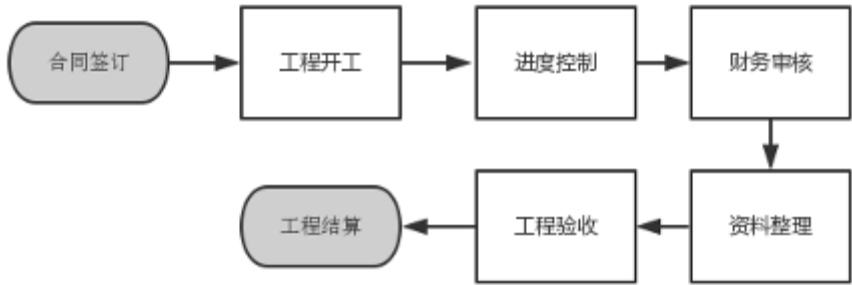 合同签订
工程开工
进度控制
财务审核
资料整理
工程验收
工程结算